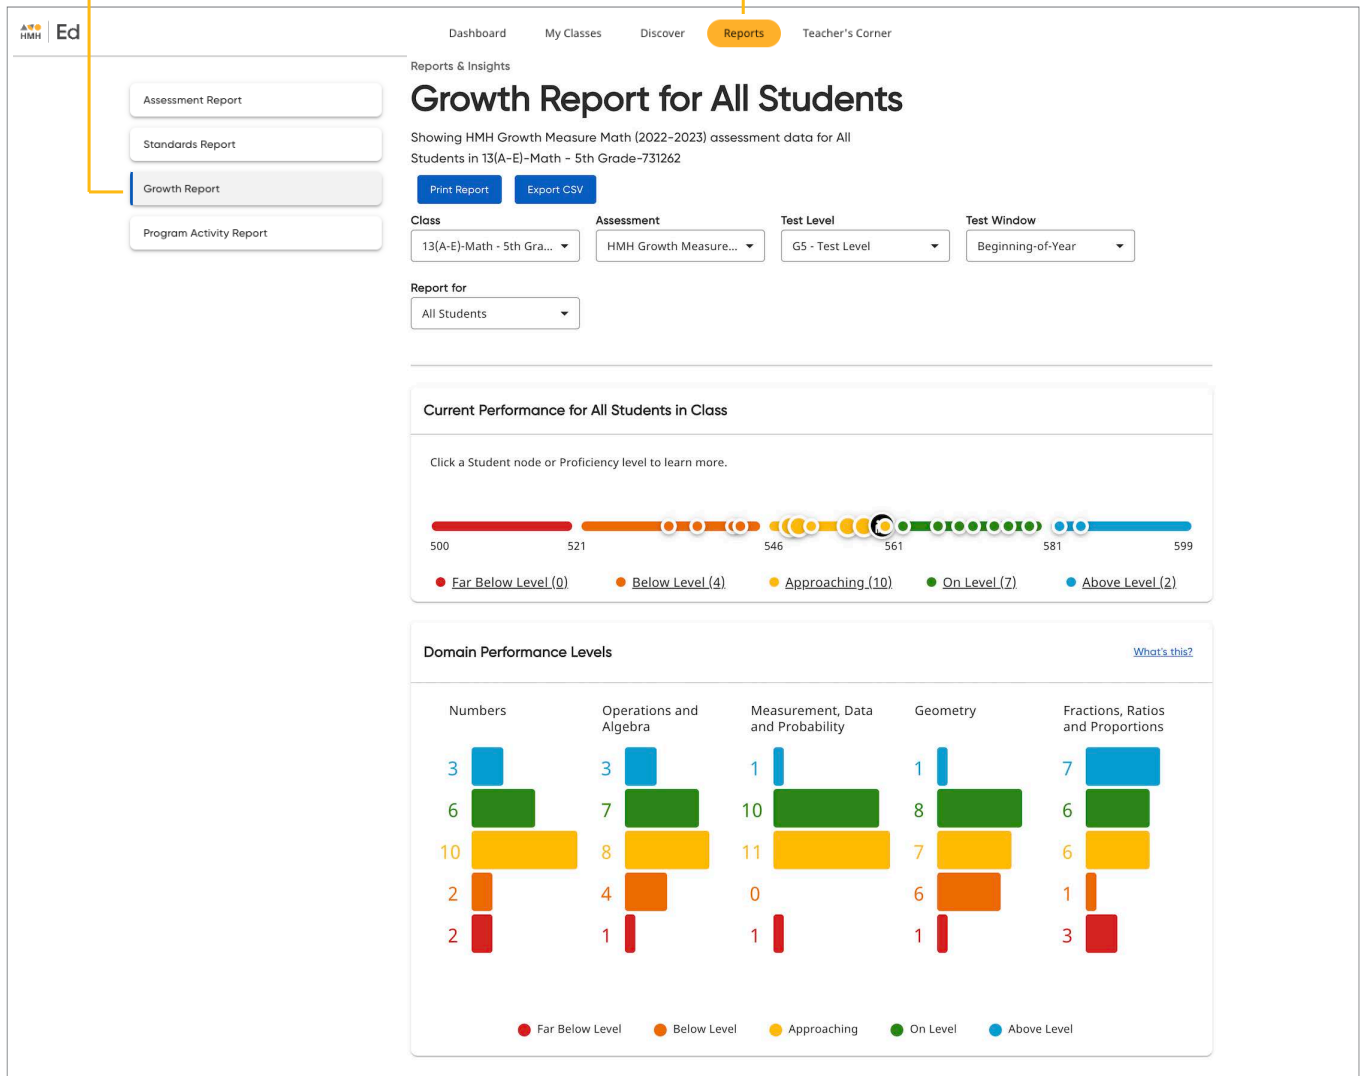 HMH Ed
Dashboard My Classes Discover Reports Teacher's Corner
Assessment Report
Standards Report
Growth Report
Program Activity Report
Reports & Insights
Growth Report for All Students
Showing HMH Growth Measure Math (2022-2023) assessment data for All
Students in 13(A-E)-Math - 5th Grade-731262
Print Report Export CSV
Class Assessment Test Level Test Window
13(A-E)-Math - 5th Gra... HMH Growth Measure... G5 - Test Level Beginning-of-Year
Report for
All Students
Current Performance for All Students in Class
Click a Student node or Proficiency level to learn more.
500 521 546 561 581 599
Far Below Level (0) Below Level (4) Approaching (10) On Level (7) Above Level (2)
Domain Performance Levels What's this?
Numbers
3
6
10
2
2
Operations and
Algebra
3
7
8
4
1
Measurement, Data
and Probability
1
10
11
0
1
Geometry
1
8
7
6
1
Fractions, Ratios
and Proportions
7
6
6
1
3
Far Below Level Below Level Approaching On Level Above Level